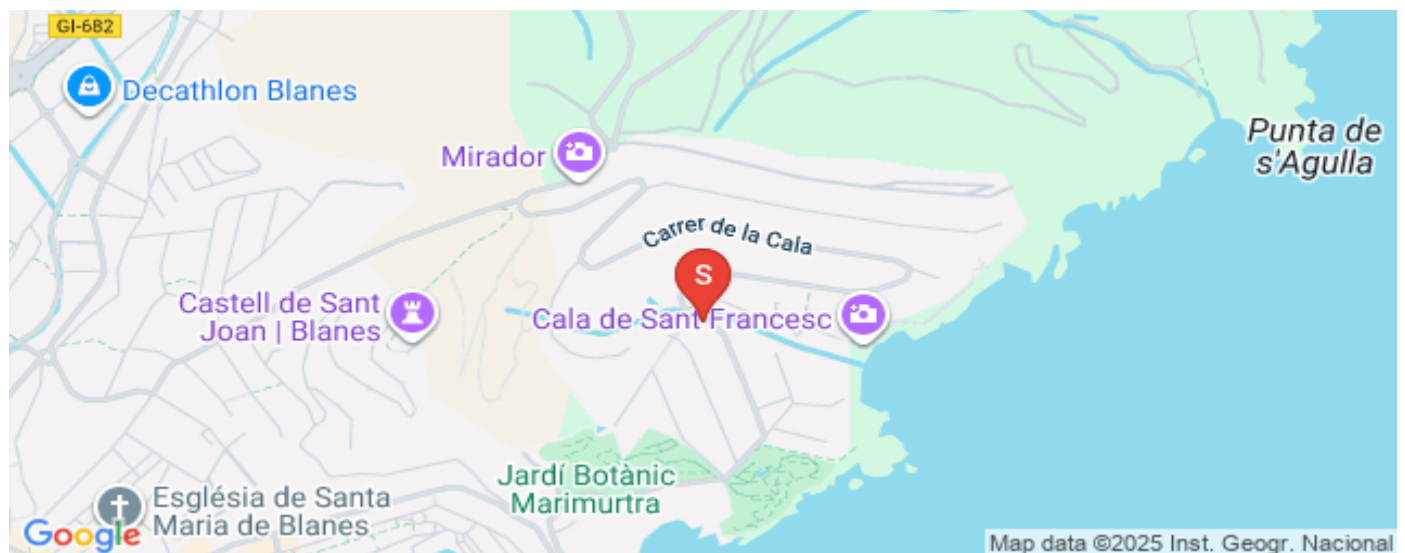 GI-682
Decathlon Blanes
Punta de
s'Agulla
Mirador
Carrer de la Cala
S
Castell de Sant
Joan | Blanes
Cala de Sant Francesc
Jardí Botànic
Marimurtra
Església de Santa
Maria de Blanes
Google
Map data ©2025 Inst. Geogr. Nacional